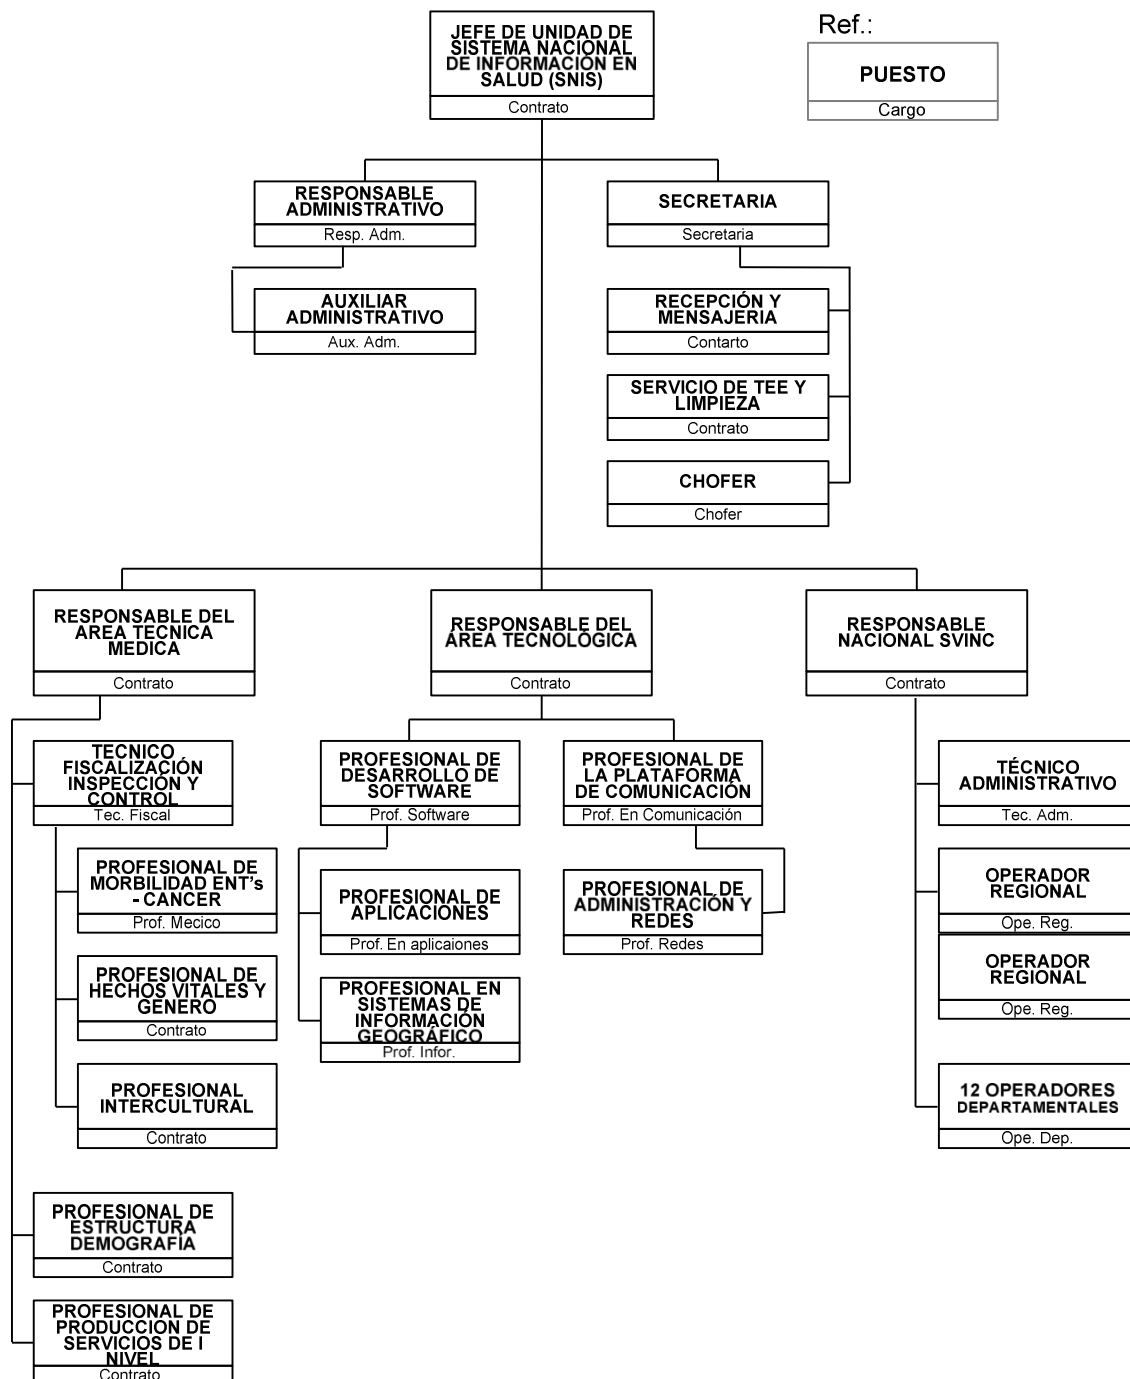 JEFE DE UNIDAD DE
SISTEMA NACIONAL
DE INFORMACIÓN EN
SALUD (SNIS)
Contrato
Ref.:
PUESTO
Cargo
RESPONSABLE
ADMINISTRATIVO
Resp. Adm.
SECRETARIA
Secretaria
AUXILIAR
ADMINISTRATIVO
Aux. Adm.
RECEPCIÓN Y
MENSAJERIA
Contarto
SERVICIO DE TEE Y
LIMPIEZA
Contrato
CHOFER
Chofer
RESPONSABLE DEL
AREA TECNICA
MEDICA
Contrato
RESPONSABLE DEL
ÁREA TECNOLÓGICA
Contrato
RESPONSABLE
NACIONAL SVINC
Contrato
TECNICO
FISCALIZACIÓN
INSPECCIÓN Y
CONTROL
Tec. Fiscal
PROFESIONAL DE
DESARROLLO DE
SOFTWARE
Prof. Software
PROFESIONAL DE
LA PLATAFORMA
DE COMUNICACIÓN
Prof. En Comunicación
TÉCNICO
ADMINISTRATIVO
Tec. Adm.
PROFESIONAL DE
MORBILIDAD ENT's
- CANCER
Prof. Mecico
PROFESIONAL DE
APLICACIONES
Prof. En aplicaiones
PROFESIONAL DE
ADMINISTRACIÓN Y
REDES
Prof. Redes
OPERADOR
REGIONAL
Ope. Reg.
PROFESIONAL DE
HECHOS VITALES Y
GENERO
Contrato
PROFESIONAL EN
SISTEMAS DE
INFORMACIÓN
GEOGRÁFICO
Prof. Infor.
OPERADOR
REGIONAL
Ope. Reg.
PROFESIONAL
INTERCULTURAL
Contrato
12 OPERADORES
DEPARTAMENTALES
Ope. Dep.
PROFESIONAL DE
ESTRUCTURA
DEMOGRAFÍA
Contrato
PROFESIONAL DE
PRODUCCION DE
SERVICIOS DE I
NIVEL
Contrato